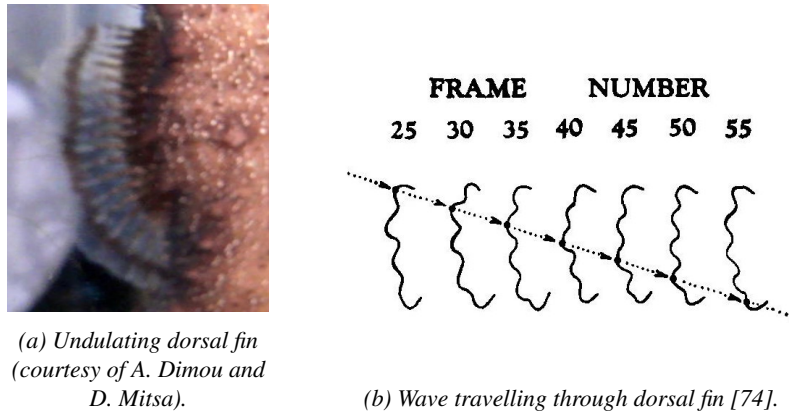 FRAME NUMBER
25 30 35 40 45 50 55
(a) Undulating dorsal fin
(courtesy of A. Dimou and
D. Mitsa).
(b) Wave travelling through dorsal fin [74].